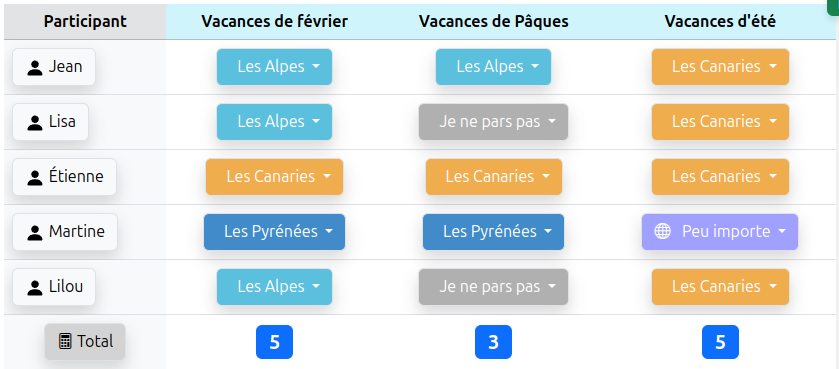 Participant Vacances de février Vacances de Pâques Vacances d'été
Jean Les Alpes Les Alpes Les Canaries
Lisa Les Alpes Je ne pars pas Les Canaries
Étienne Les Canaries Les Canaries Les Canaries
Martine Les Pyrénées Les Pyrénées Peu importe
Lilou Les Alpes Je ne pars pas Les Canaries
Total 5 3 5